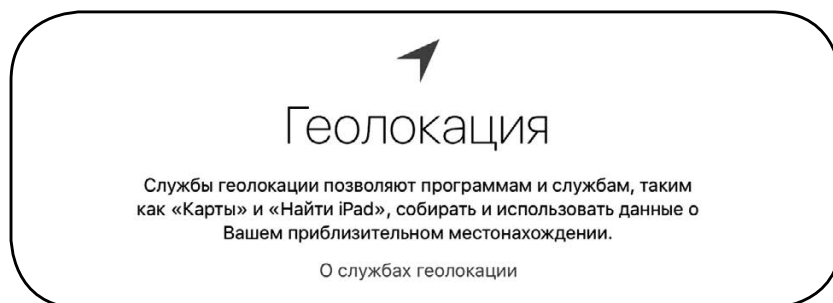 Геолокация
Службы геолокации позволяют программам и службам, таким
как «Карты» и «Найти iPad», собирать и использовать данные о
Вашем приблизительном местонахождении.
О службах геолокации